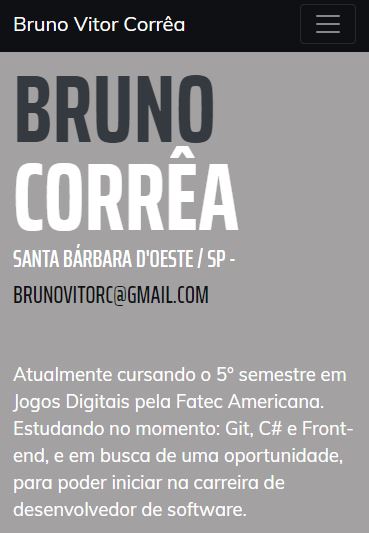 Bruno Vitor Corrêa
BRUNO
CORRÊA
SANTA BÁRBARA D'OESTE / SP -
BRUNOVITORC@GMAIL.COM
Atualmente cursando o 5º semestre em
Jogos Digitais pela Fatec Americana.
Estudando no momento: Git, C# e Front-
end, e em busca de uma oportunidade,
para poder iniciar na carreira de
desenvolvedor de software.